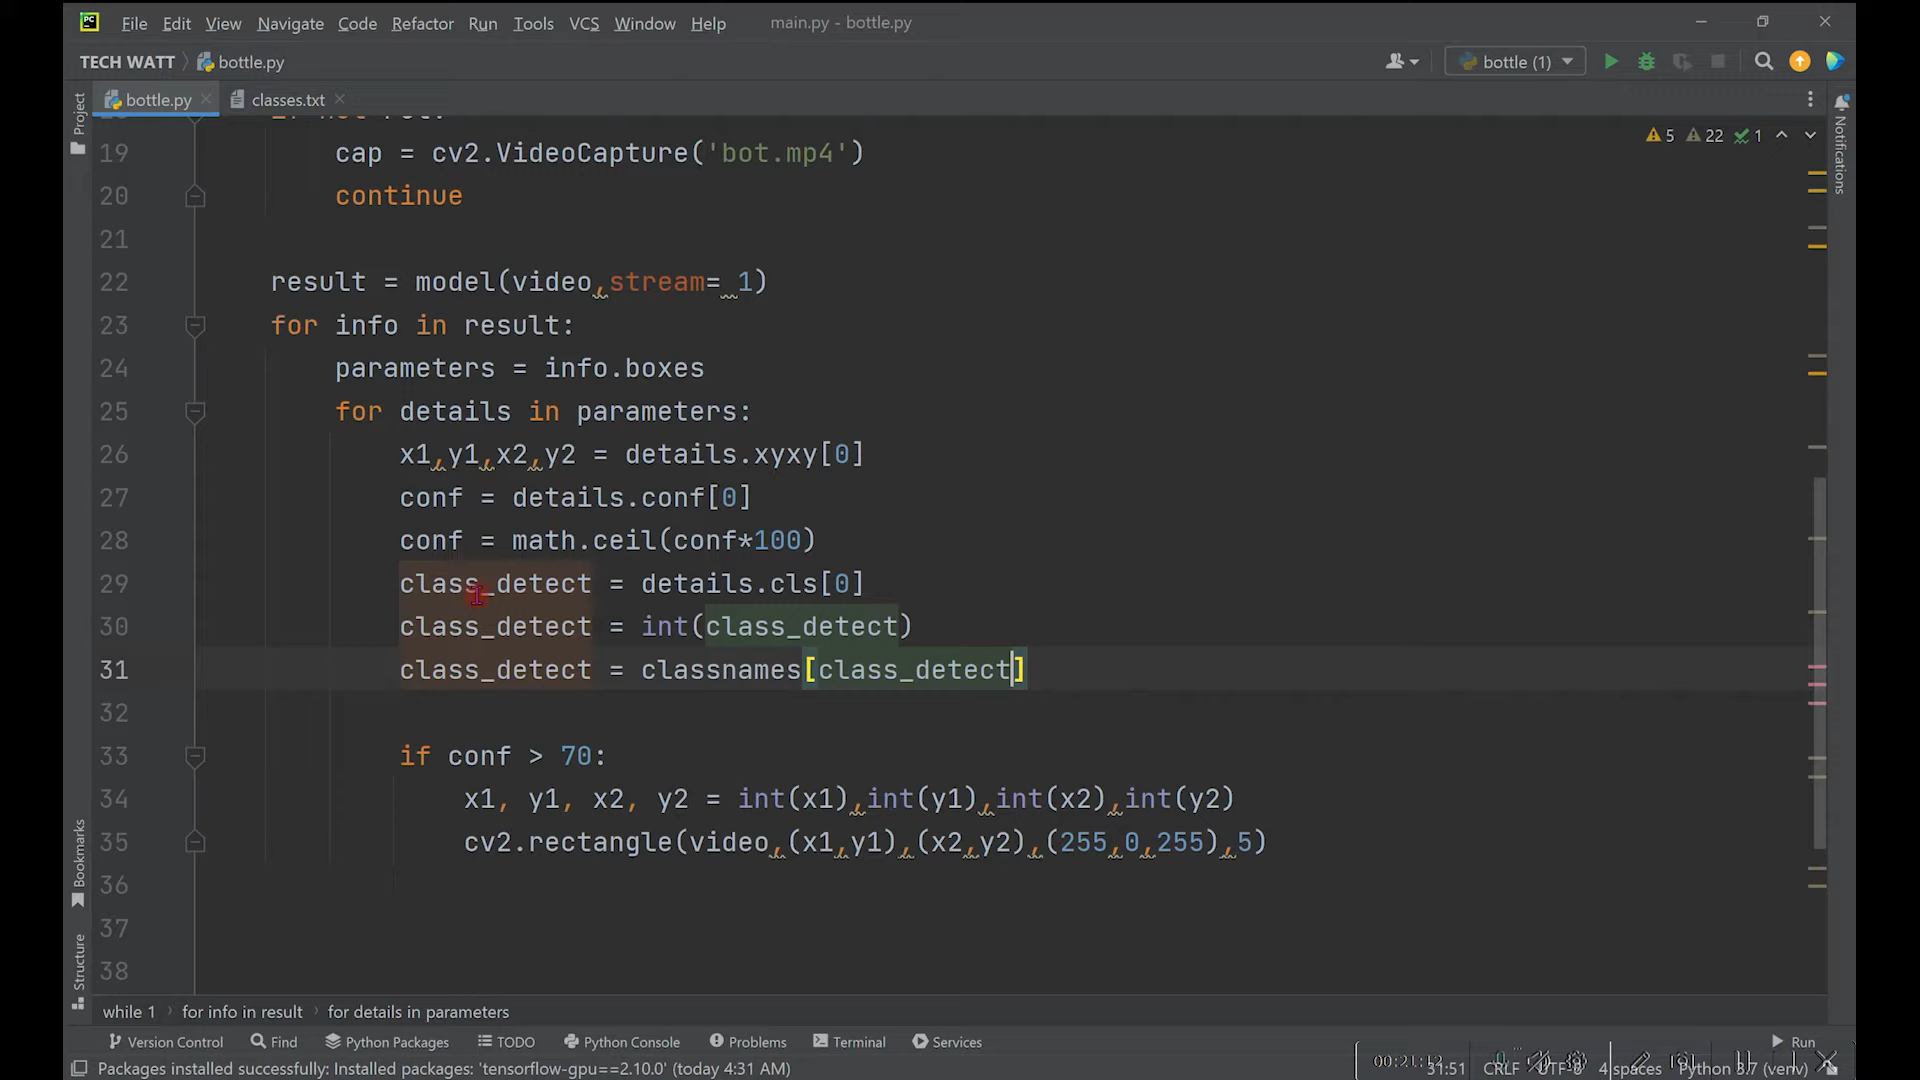 File Edit View Navigate Code Refactor Run Tools VCS Window Help main.py - bottle.py
TECH WATT bottle.py bottle (1)
bottle.py classes.txt
Project
Notifications
5 22 1
19 cap = cv2.VideoCapture('bot.mp4')
20 continue
21
22 result = model(video,stream= 1)
23 for info in result:
24 parameters = info.boxes
25 for details in parameters:
26 x1,y1,x2,y2 = details.xyxy[0]
27 conf = details.conf[0]
28 conf = math.ceil(conf*100)
29 class_detect = details.cls[0]
30 class_detect = int(class_detect)
31 class_detect = classnames[class_detect]
32
33 if conf > 70:
34 x1, y1, x2, y2 = int(x1),int(y1),int(x2),int(y2)
35 cv2.rectangle(video,(x1,y1),(x2,y2),(255,0,255),5)
36
37
38
Bookmarks
Structure
while 1 for info in result for details in parameters
Version Control Find Python Packages TODO Python Console Problems Terminal Services Run
Packages installed successfully: Installed packages: 'tensorflow-gpu==2.10.0' (today 4:31 AM) 31:51 CRLF UTF-8 4 spaces Python 3.7 (venv)